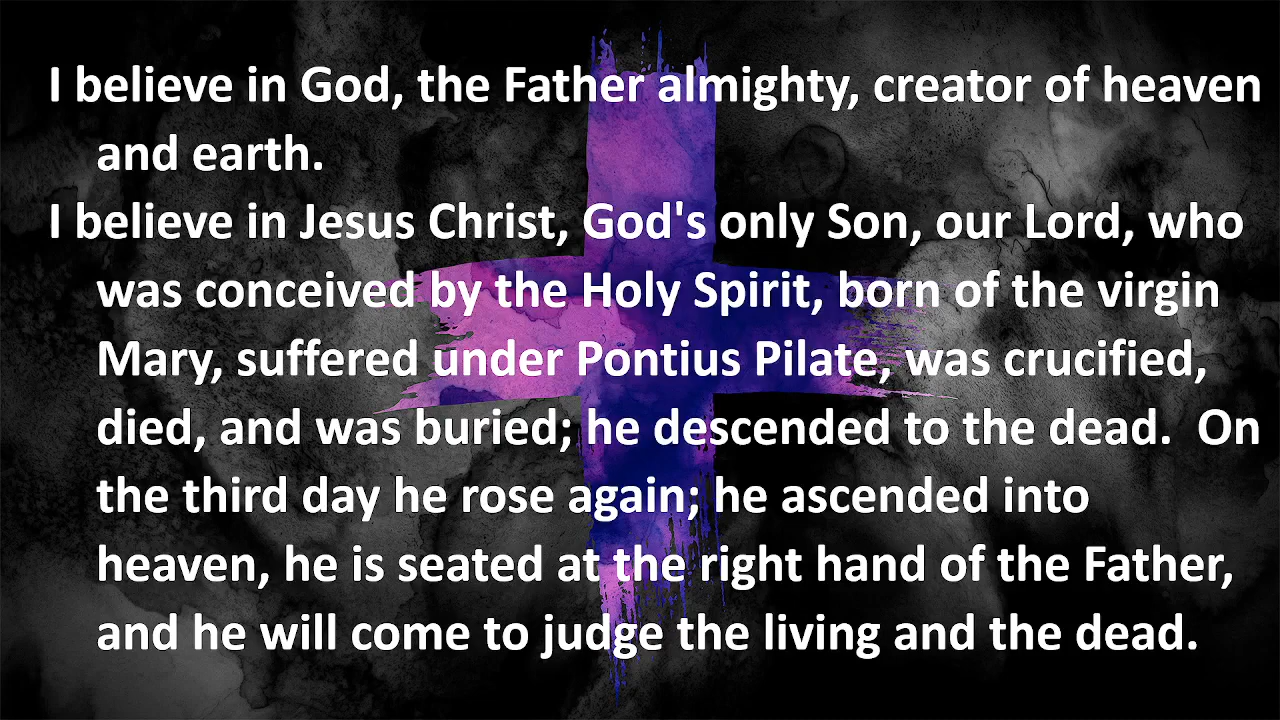 I believe in God, the Father almighty, creator of heaven
and earth.
I believe in Jesus Christ, God's only Son, our Lord, who
was conceived by the Holy Spirit, born of the virgin
Mary, suffered under Pontius Pilate, was crucified,
died, and was buried; he descended to the dead.  On
the third day he rose again; he ascended into
heaven, he is seated at the right hand of the Father,
and he will come to judge the living and the dead.